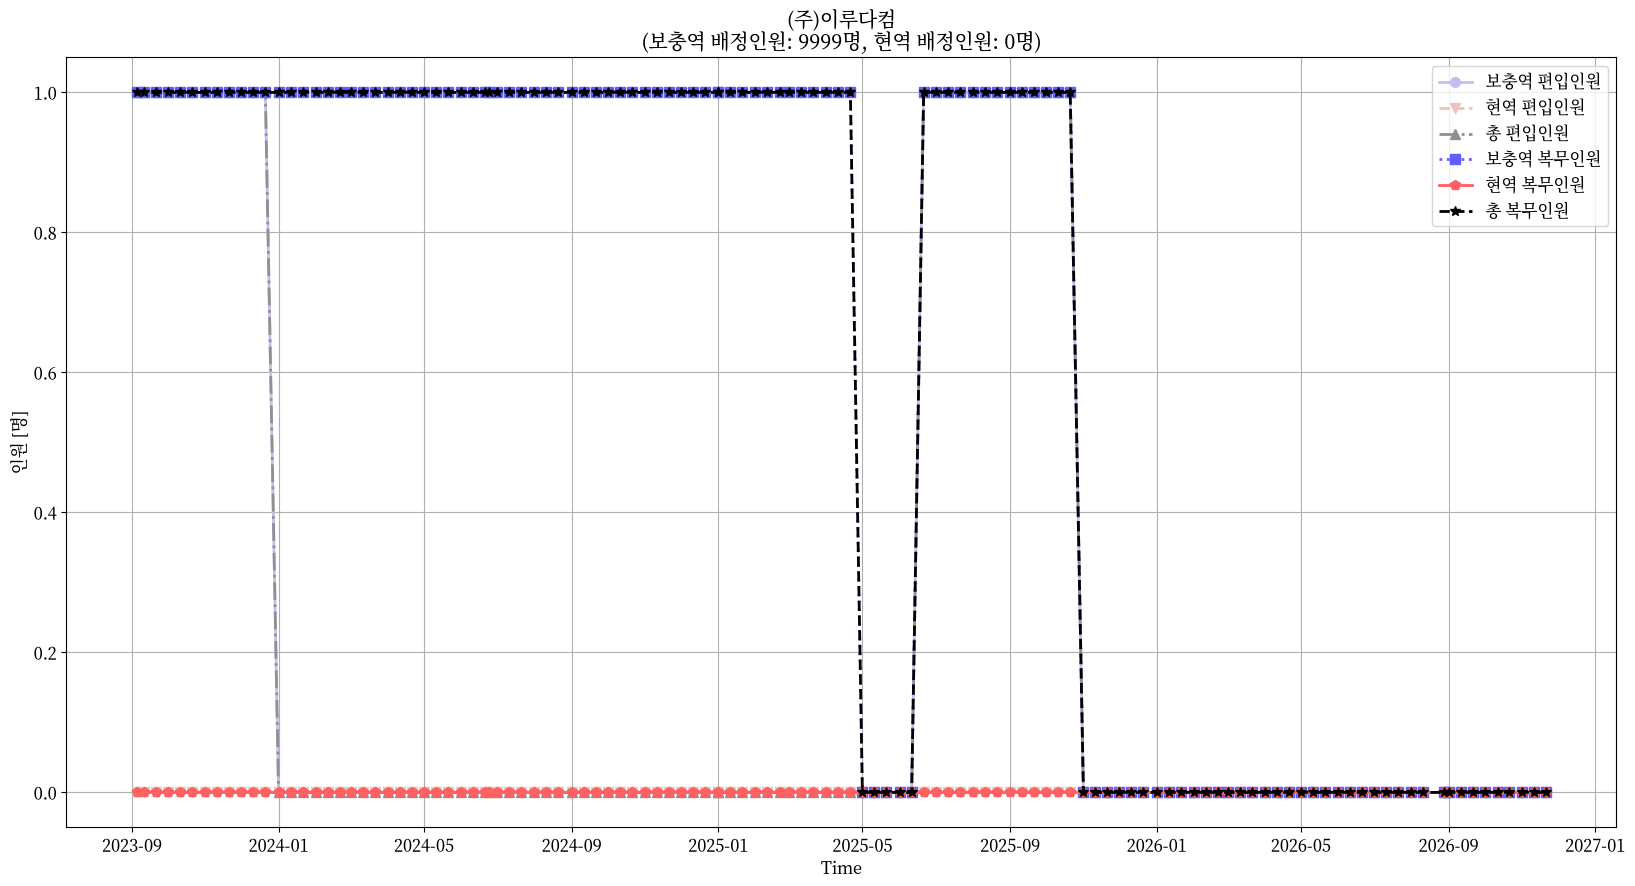 (주)이루다컴
(보충역 배정인원: 9999명, 현역 배정인원: 0명)
보충역 편입인원
현역 편입인원
총 편입인원
보충역 복무인원
현역 복무인원
총 복무인원
인원 [명]
1.0
0.8
0.6
0.4
0.2
0.0
2023-09 2024-01 2024-05 2024-09 2025-01 2025-05 2025-09 2026-01 2026-05 2026-09 2027-01
Time